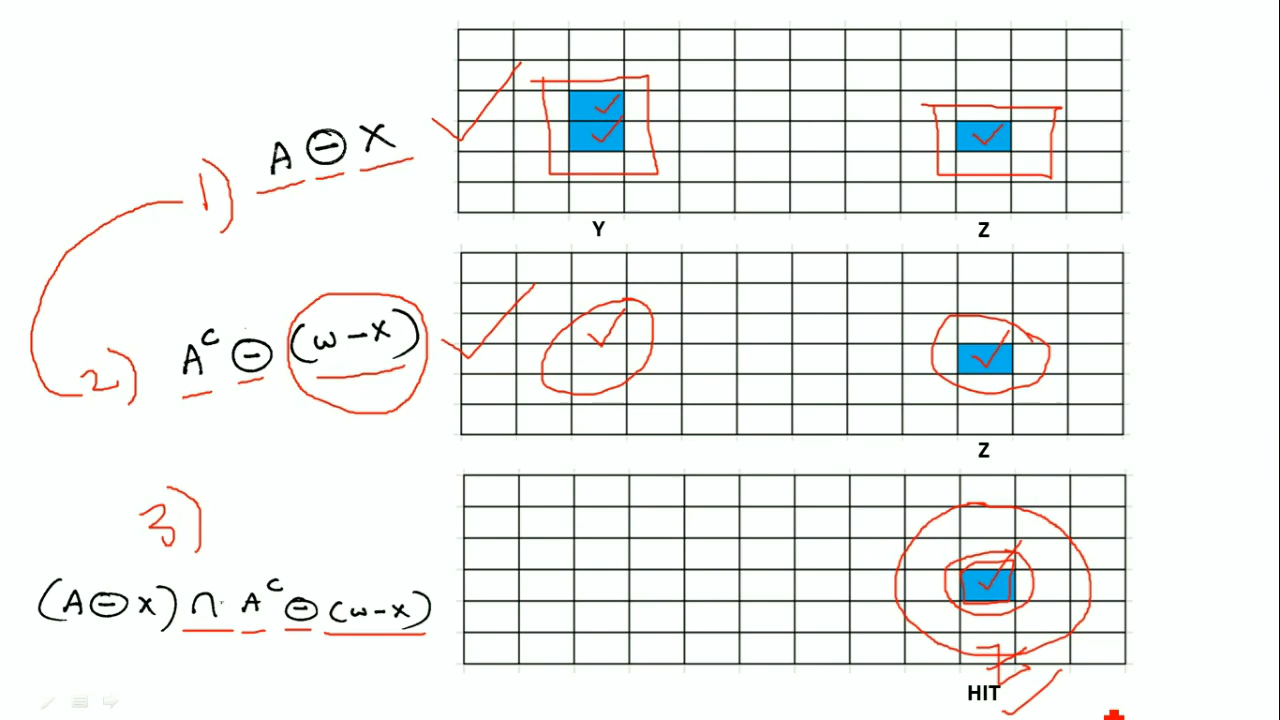 1) A ⊖ X
Y Z
2) A^c ⊖ (w-x)
Z
3)
(A⊖x) ∩ A^c ⊖ (w-x)
Z
HIT